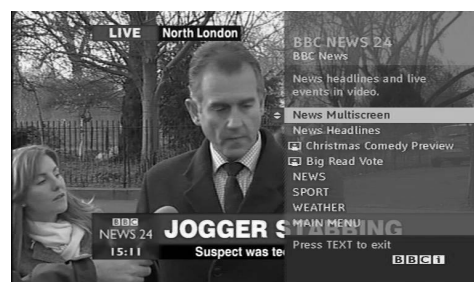 LIVE North London
BBC NEWS 24
BBC News
News headlines and live
events in video.
News Multiscreen
News Headlines
Christmas Comedy Preview
Big Read Vote
NEWS
SPORT
WEATHER
MAIN MENU
Press TEXT to exit
BBC 1
BBC
NEWS 24
15:11
JOGGER STABBING
Suspect was